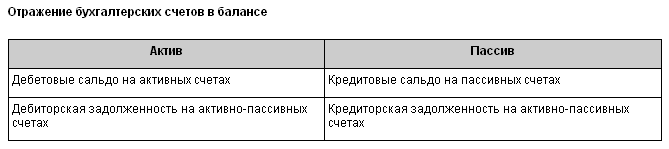 Отражение бухгалтерских счетов в балансе
Актив
Пассив
Дебетовые сальдо на активных счетах
Кредитовые сальдо на пассивных счетах
Дебиторская задолженность на активно-пассивных
счетах
Кредиторская задолженность на активно-пассивных
счетах